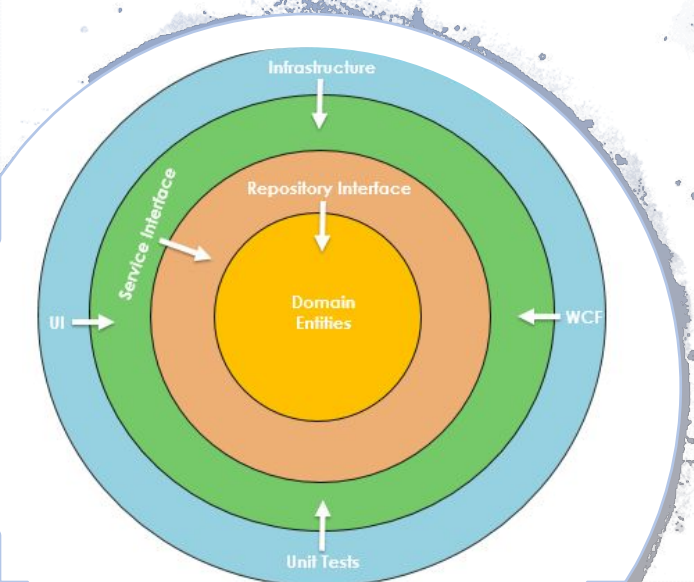 Infrastructure
Repository Interface
Service Interface
Domain
Entities
UI
WCF
Unit Tests